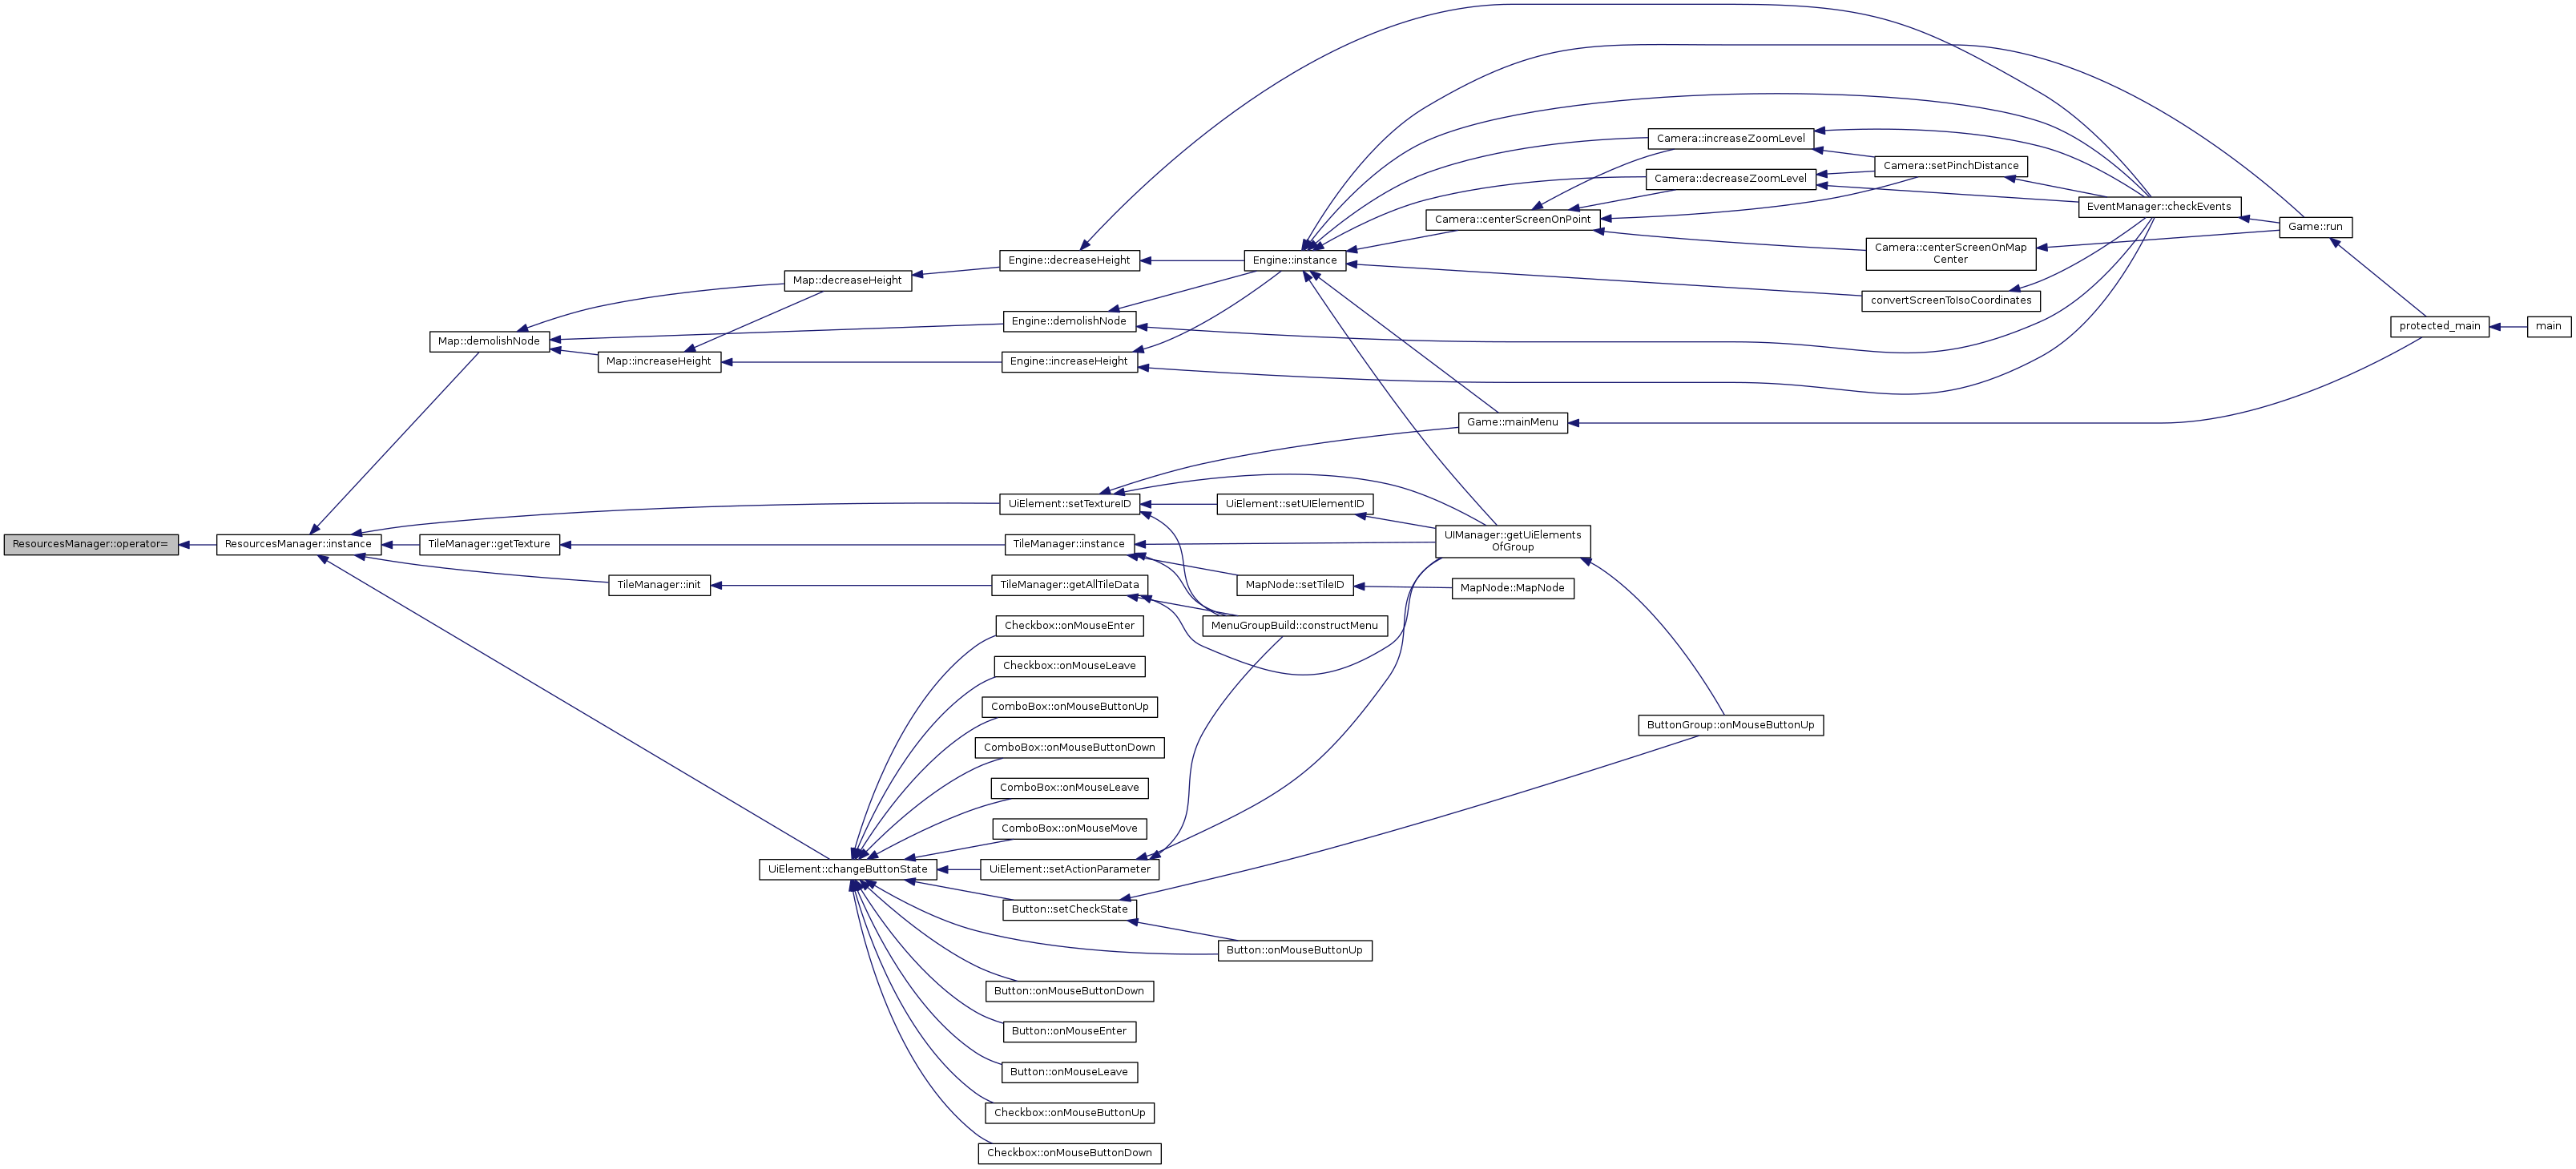 Camera::increaseZoomLevel
Camera::setPinchDistance
Camera::decreaseZoomLevel
EventManager::checkEvents
Camera::centerScreenOnPoint
Game::run
Camera::centerScreenOnMap
Center
Engine::decreaseHeight
Engine::instance
Map::decreaseHeight
convertScreenToIsoCoordinates
Engine::demolishNode
protected_main
main
Map::demolishNode
Map::increaseHeight
Engine::increaseHeight
Game::mainMenu
UiElement::setTextureID
UiElement::setUIElementID
ResourcesManager::operator=
ResourcesManager::instance
TileManager::getTexture
TileManager::instance
UIManager::getUiElements
OfGroup
TileManager::init
TileManager::getAllTileData
MapNode::setTileID
MapNode::MapNode
Checkbox::onMouseEnter
MenuGroupBuild::constructMenu
Checkbox::onMouseLeave
ComboBox::onMouseButtonUp
ButtonGroup::onMouseButtonUp
ComboBox::onMouseButtonDown
ComboBox::onMouseLeave
ComboBox::onMouseMove
UiElement::changeButtonState
UiElement::setActionParameter
Button::setCheckState
Button::onMouseButtonUp
Button::onMouseButtonDown
Button::onMouseEnter
Button::onMouseLeave
Checkbox::onMouseButtonUp
Checkbox::onMouseButtonDown